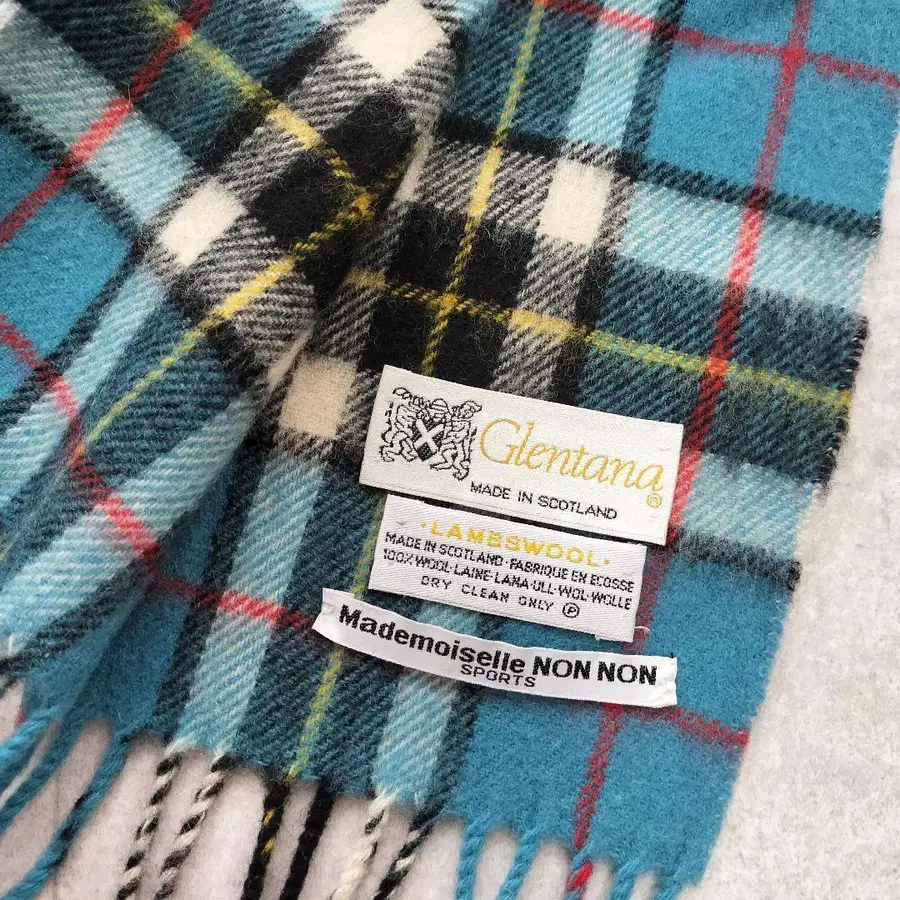 Glentana ®
MADE IN SCOTLAND
·LAMBSWOOL·
MADE IN SCOTLAND·FABRIQUE EN ECOSSE
100% WOOL·LAINE·LANA·ULL·WOL·WOLLE
DRY CLEAN ONLY Ⓟ
Mademoiselle NON NON
SPORTS